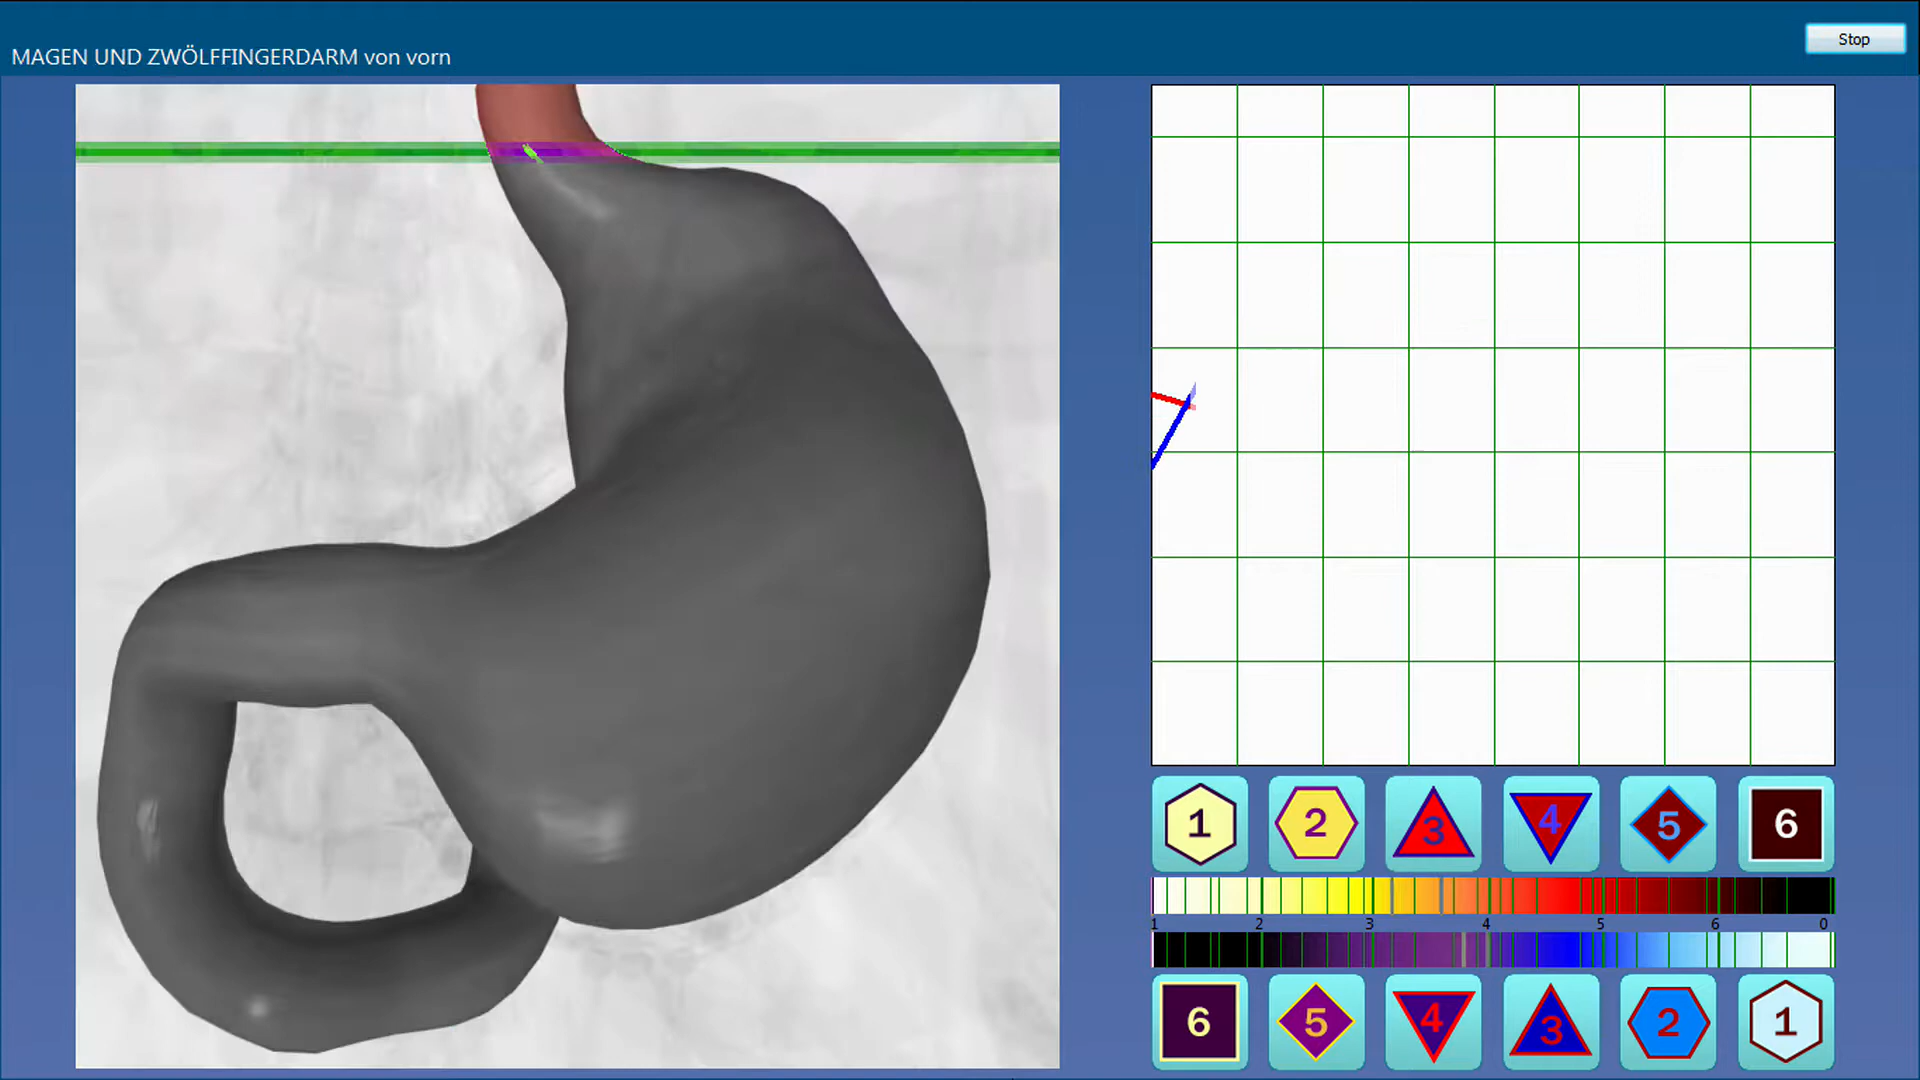 MAGEN UND ZWÖLFFINGERDARM von vorn
Stop
1 2 3 4 5 6
1 2 3 4 5 6 0
6 5 4 3 2 1